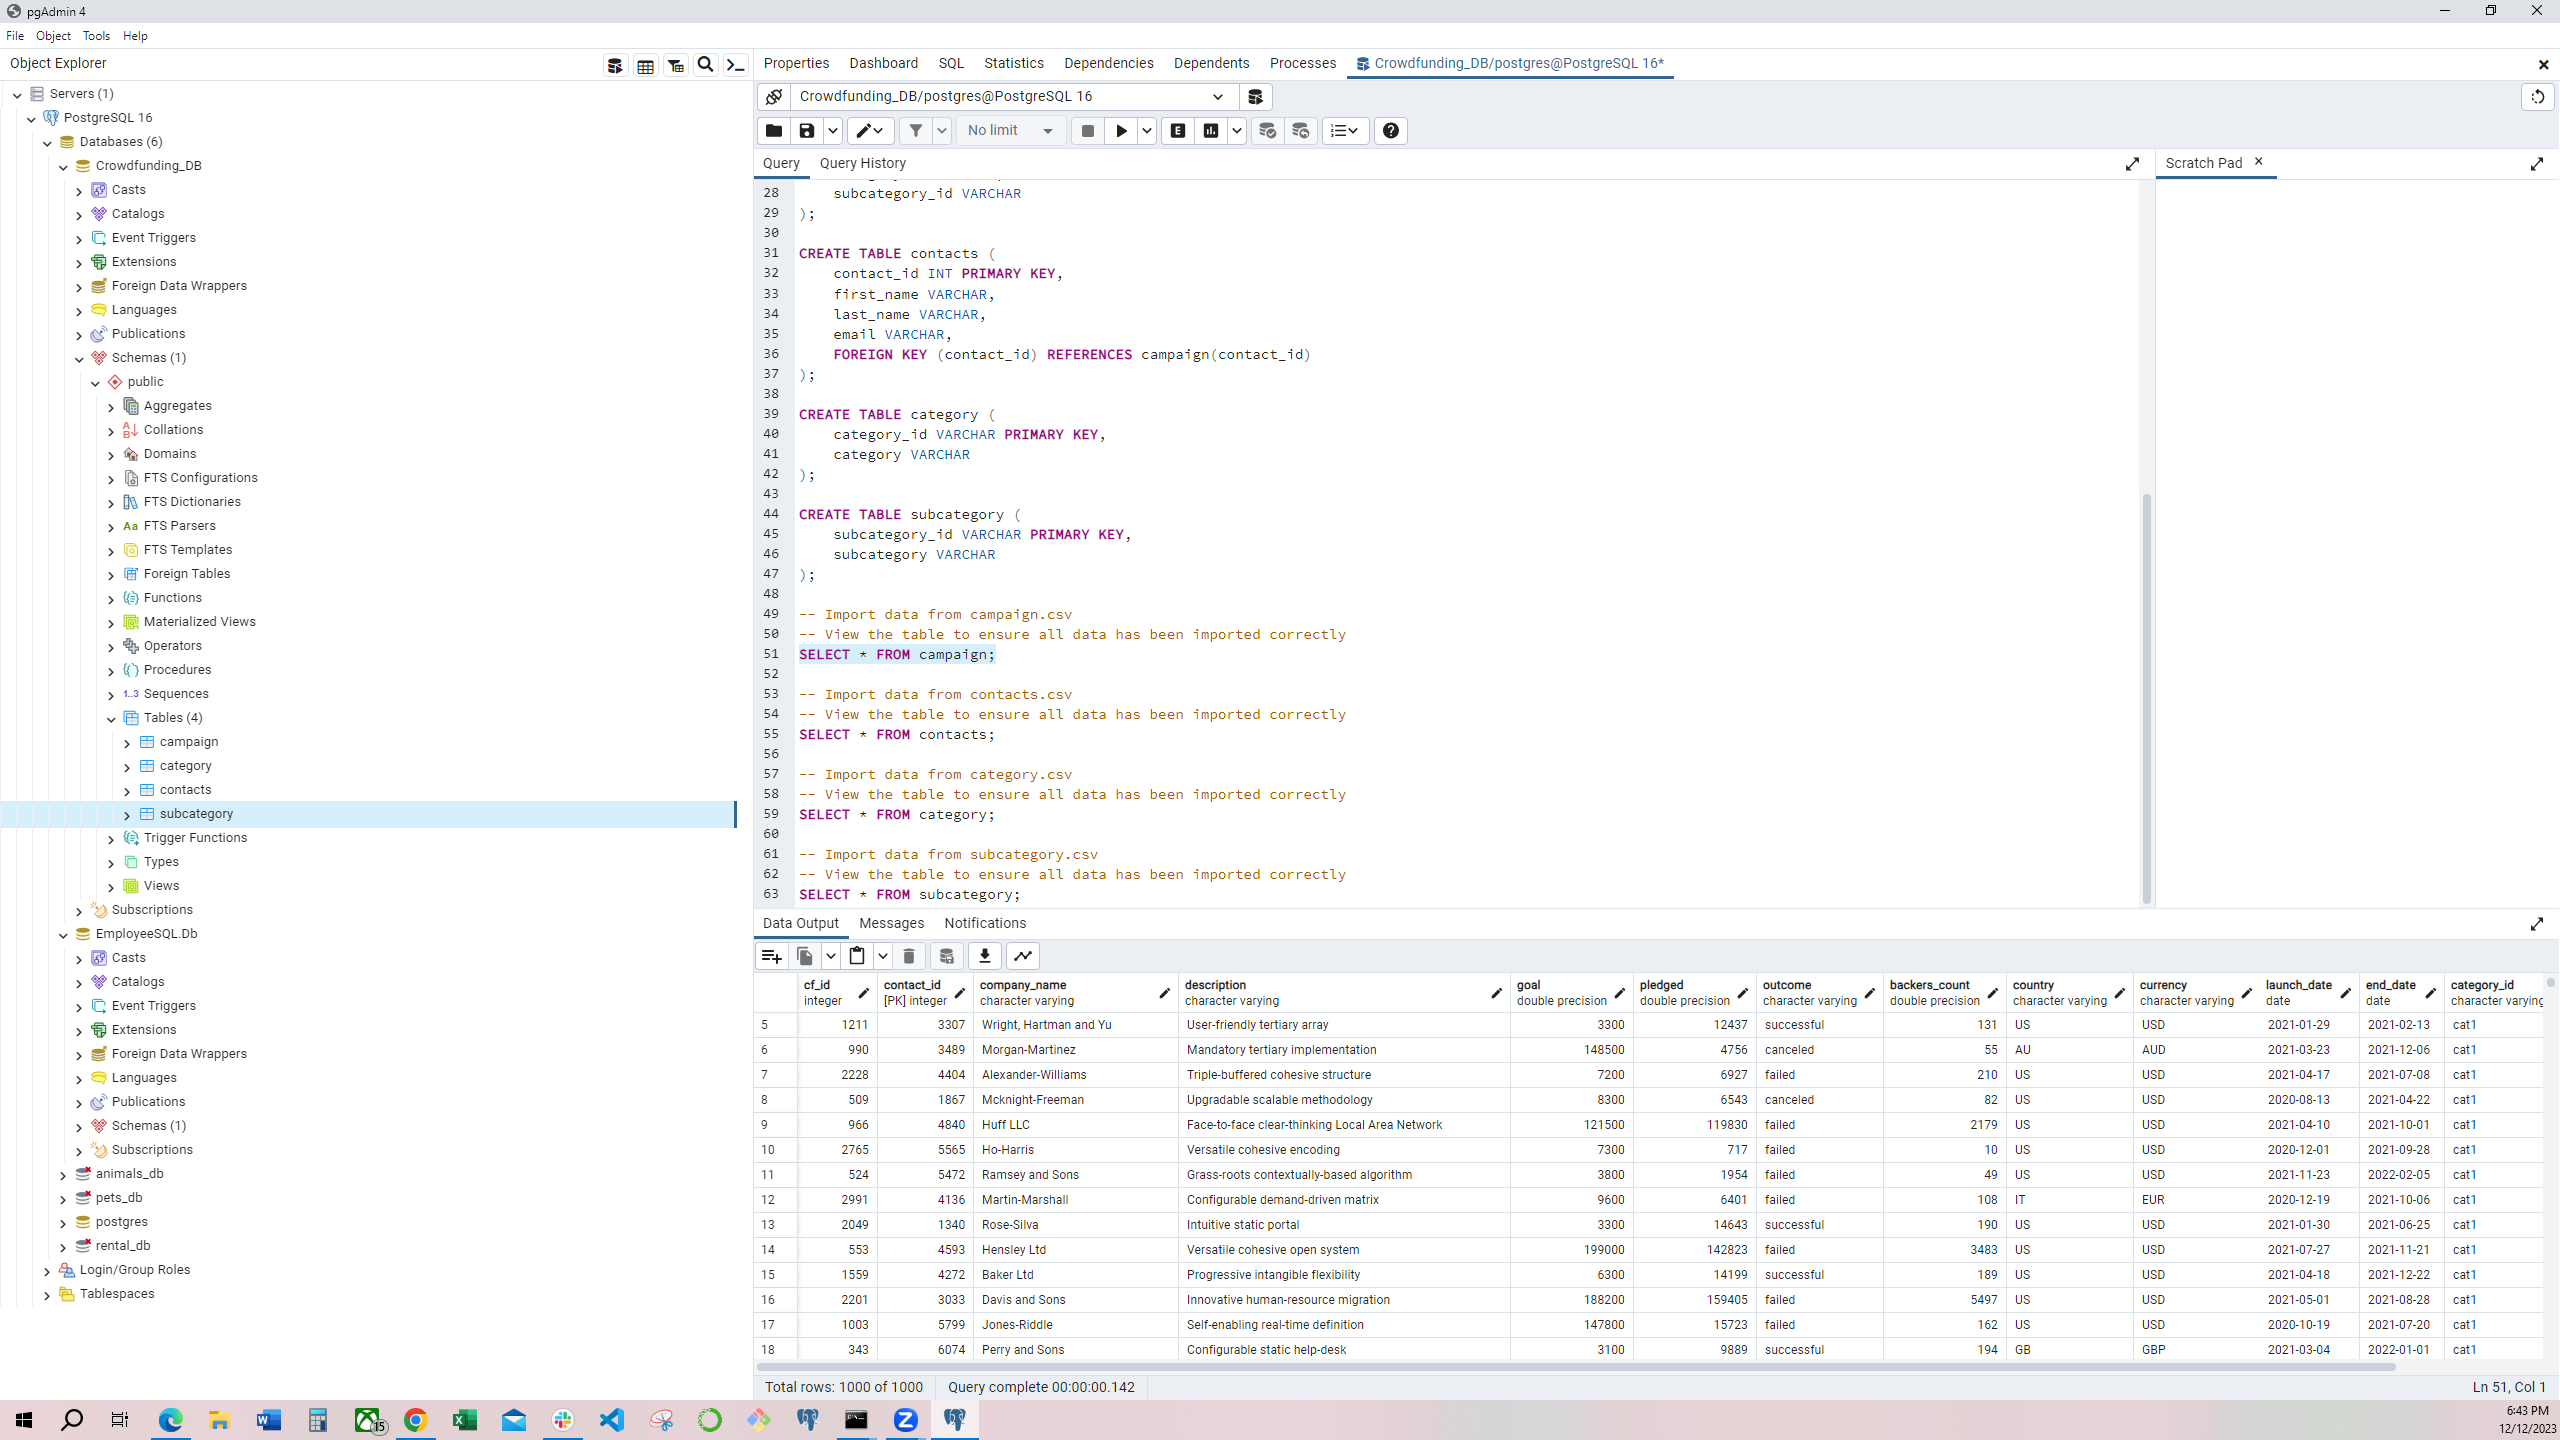 pgAdmin 4
File Object Tools Help
Object Explorer
Servers (1)
PostgreSQL 16
Databases (6)
Crowdfunding_DB
Casts
Catalogs
Event Triggers
Extensions
Foreign Data Wrappers
Languages
Publications
Schemas (1)
public
Aggregates
Collations
Domains
FTS Configurations
FTS Dictionaries
Aa FTS Parsers
FTS Templates
Foreign Tables
Functions
Materialized Views
Operators
Procedures
1..3 Sequences
Tables (4)
campaign
category
contacts
subcategory
Trigger Functions
Types
Views
Subscriptions
EmployeeSQL.Db
Casts
Catalogs
Event Triggers
Extensions
Foreign Data Wrappers
Languages
Publications
Schemas (1)
Subscriptions
animals_db
pets_db
postgres
rental_db
Login/Group Roles
Tablespaces
Properties Dashboard SQL Statistics Dependencies Dependents Processes Crowdfunding_DB/postgres@PostgreSQL 16*
Crowdfunding_DB/postgres@PostgreSQL 16
No limit
Query Query History
Scratch Pad
28 subcategory_id VARCHAR
29 );
30
31 CREATE TABLE contacts (
32 contact_id INT PRIMARY KEY,
33 first_name VARCHAR,
34 last_name VARCHAR,
35 email VARCHAR,
36 FOREIGN KEY (contact_id) REFERENCES campaign(contact_id)
37 );
38
39 CREATE TABLE category (
40 category_id VARCHAR PRIMARY KEY,
41 category VARCHAR
42 );
43
44 CREATE TABLE subcategory (
45 subcategory_id VARCHAR PRIMARY KEY,
46 subcategory VARCHAR
47 );
48
49 -- Import data from campaign.csv
50 -- View the table to ensure all data has been imported correctly
51 SELECT * FROM campaign;
52
53 -- Import data from contacts.csv
54 -- View the table to ensure all data has been imported correctly
55 SELECT * FROM contacts;
56
57 -- Import data from category.csv
58 -- View the table to ensure all data has been imported correctly
59 SELECT * FROM category;
60
61 -- Import data from subcategory.csv
62 -- View the table to ensure all data has been imported correctly
63 SELECT * FROM subcategory;
Data Output Messages Notifications
cf_id contact_id company_name description goal pledged outcome backers_count country currency launch_date end_date category_id
integer [PK] integer character varying character varying double precision double precision character varying double precision character varying character varying date date character varying
5 1211 3307 Wright, Hartman and Yu User-friendly tertiary array 3300 12437 successful 131 US USD 2021-01-29 2021-02-13 cat1
6 990 3489 Morgan-Martinez Mandatory tertiary implementation 148500 4756 canceled 55 AU AUD 2021-03-23 2021-12-06 cat1
7 2228 4404 Alexander-Williams Triple-buffered cohesive structure 7200 6927 failed 210 US USD 2021-04-17 2021-07-08 cat1
8 509 1867 Mcknight-Freeman Upgradable scalable methodology 8300 6543 canceled 82 US USD 2020-08-13 2021-04-22 cat1
9 966 4840 Huff LLC Face-to-face clear-thinking Local Area Network 121500 119830 failed 2179 US USD 2021-04-10 2021-10-01 cat1
10 2765 5565 Ho-Harris Versatile cohesive encoding 7300 717 failed 10 US USD 2020-12-01 2021-09-28 cat1
11 524 5472 Ramsey and Sons Grass-roots contextually-based algorithm 3800 1954 failed 49 US USD 2021-11-23 2022-02-05 cat1
12 2991 4136 Martin-Marshall Configurable demand-driven matrix 9600 6401 failed 108 IT EUR 2020-12-19 2021-10-06 cat1
13 2049 1340 Rose-Silva Intuitive static portal 3300 14643 successful 190 US USD 2021-01-30 2021-06-25 cat1
14 553 4593 Hensley Ltd Versatile cohesive open system 199000 142823 failed 3483 US USD 2021-07-27 2021-11-21 cat1
15 1559 4272 Baker Ltd Progressive intangible flexibility 6300 14199 successful 189 US USD 2021-04-18 2021-12-22 cat1
16 2201 3033 Davis and Sons Innovative human-resource migration 188200 159405 failed 5497 US USD 2021-05-01 2021-08-28 cat1
17 1003 5799 Jones-Riddle Self-enabling real-time definition 147800 15723 failed 162 US USD 2020-10-19 2021-07-20 cat1
18 343 6074 Perry and Sons Configurable static help-desk 3100 9889 successful 194 GB GBP 2021-03-04 2022-01-01 cat1
Total rows: 1000 of 1000 Query complete 00:00:00.142 Ln 51, Col 1
15
6:43 PM
12/12/2023